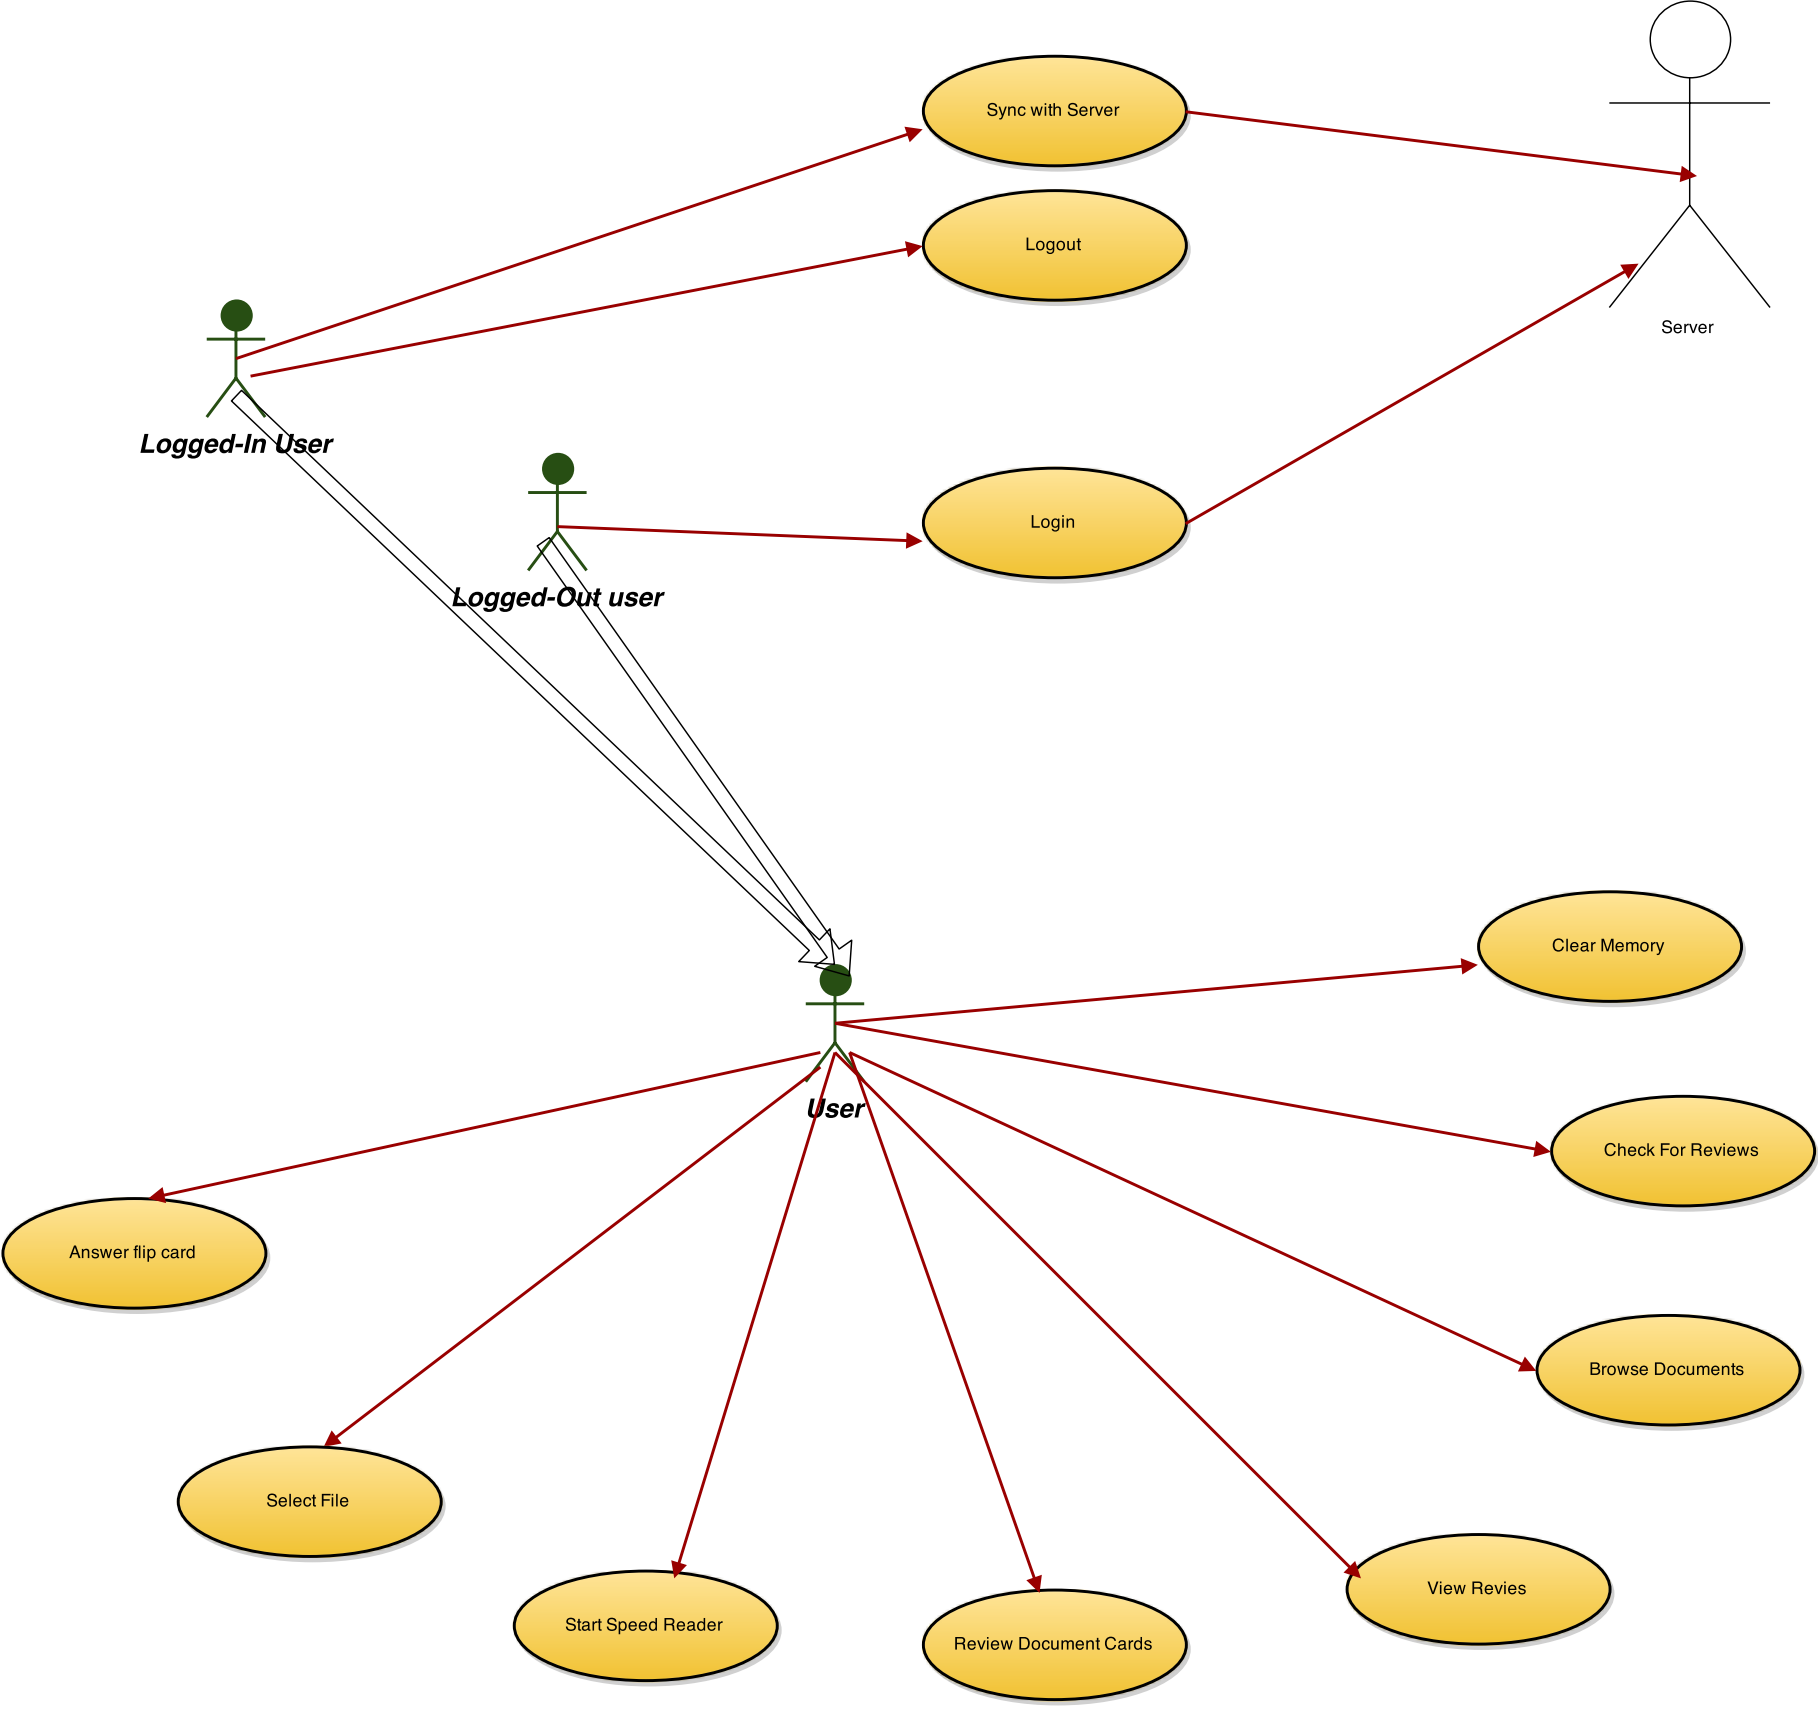 Sync with Server
Logout
Server
Logged-In User
Login
Logged-Out user
Clear Memory
User
Check For Reviews
Answer flip card
Browse Documents
Select File
View Revies
Start Speed Reader
Review Document Cards